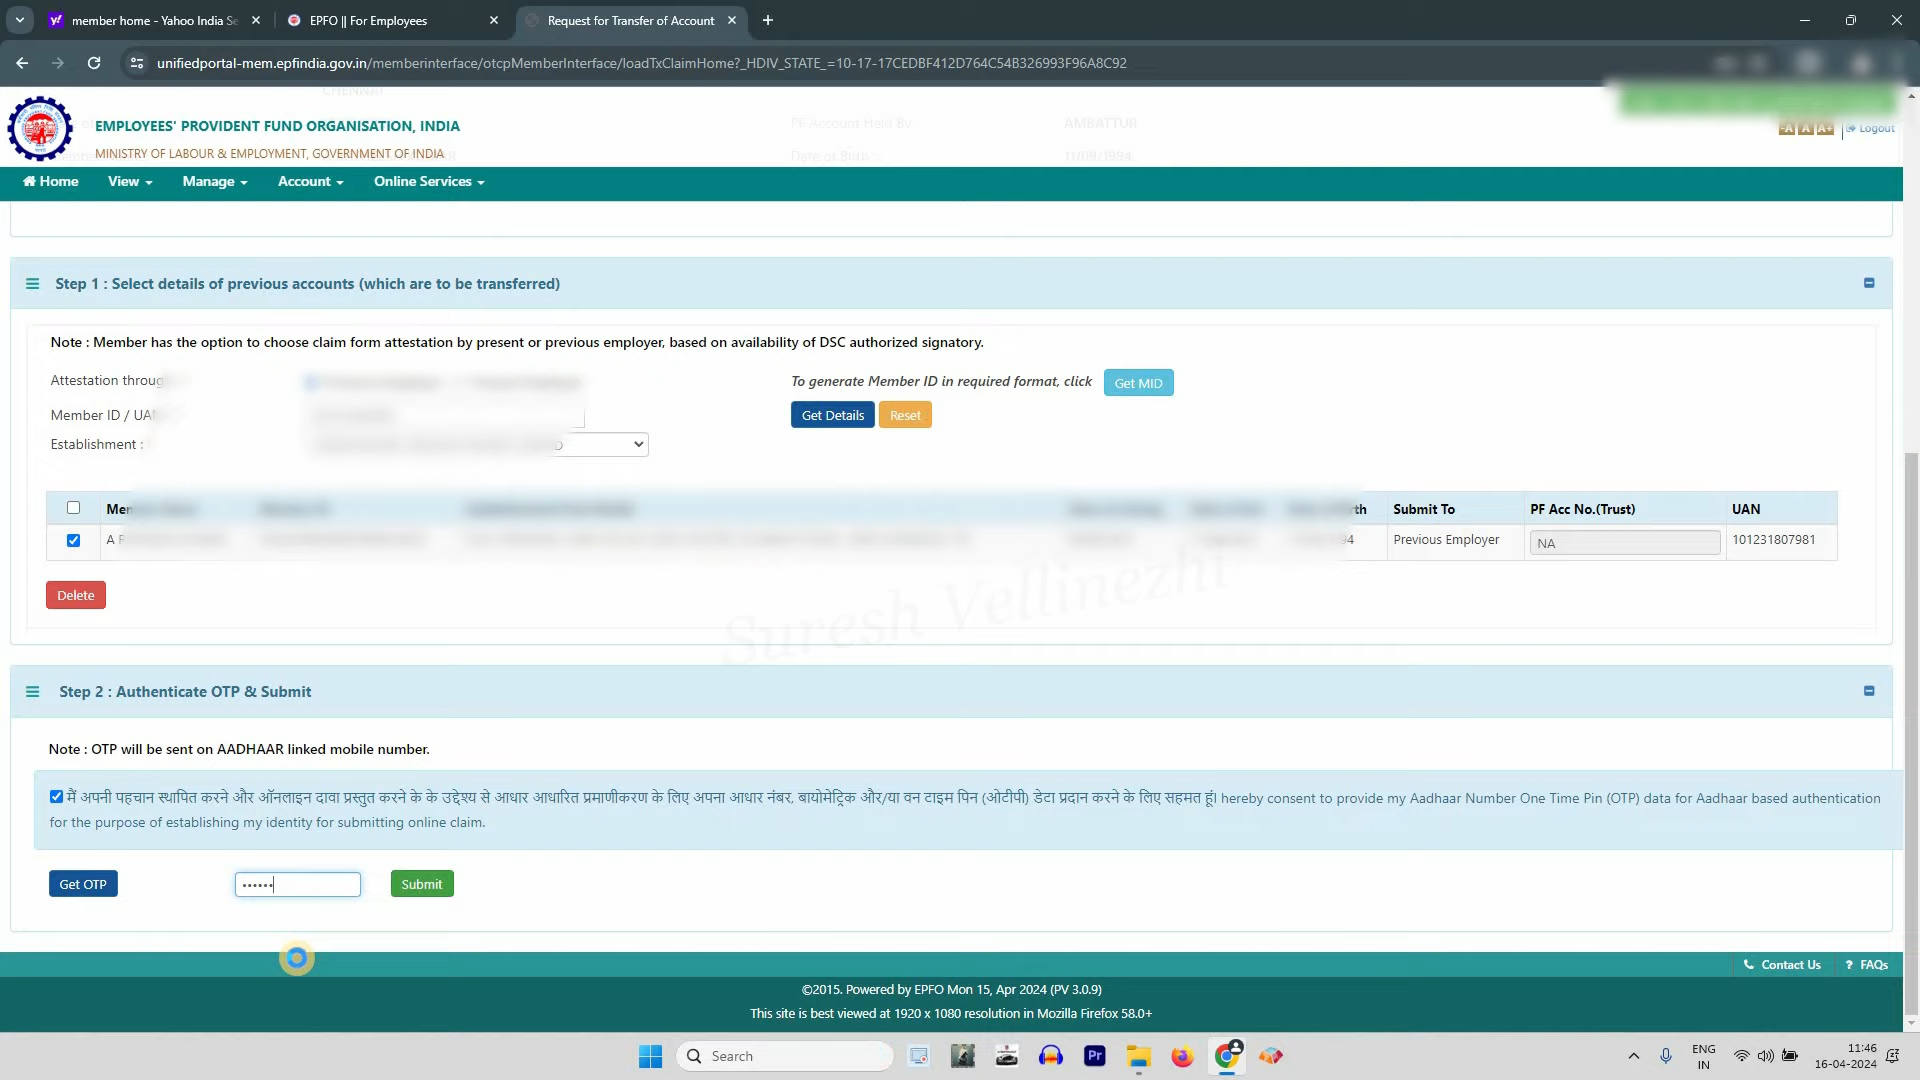 member home - Yahoo India Se
EPFO || For Employees
Request for Transfer of Account
unifiedportal-mem.epfindia.gov.in/memberinterface/otcpMemberInterface/loadTxClaimHome?_HDIV_STATE_=10-17-17CEDBF412D764C54B326993F96A8C92
CHENNAI
EMPLOYEES' PROVIDENT FUND ORGANISATION, INDIA
PF Account Held By AMBATTUR
-A A A+ Logout
MINISTRY OF LABOUR & EMPLOYMENT, GOVERNMENT OF INDIA
Date of Birth 11/09/1994
Home View Manage Account Online Services
Step 1 : Select details of previous accounts (which are to be transferred)
Note : Member has the option to choose claim form attestation by present or previous employer, based on availability of DSC authorized signatory.
Attestation throug
To generate Member ID in required format, click Get MID
Member ID / UA
Get Details Reset
Establishment :
Submit To PF Acc No.(Trust) UAN
A
94 Previous Employer NA 101231807981
Delete
Suresh Vellinezhi
Step 2 : Authenticate OTP & Submit
Note : OTP will be sent on AADHAAR linked mobile number.
मैं अपनी पहचान स्थापित करने और ऑनलाइन दावा प्रस्तुत करने के के उद्देश्य से आधार आधारित प्रमाणीकरण के लिए अपना आधार नंबर, बायोमेट्रिक और/या वन टाइम पिन (ओटीपी) डेटा प्रदान करने के लिए सहमत हूं। hereby consent to provide my Aadhaar Number One Time Pin (OTP) data for Aadhaar based authentication
for the purpose of establishing my identity for submitting online claim.
Get OTP •••••• Submit
Contact Us ? FAQs
©2015. Powered by EPFO Mon 15, Apr 2024 (PV 3.0.9)
This site is best viewed at 1920 x 1080 resolution in Mozilla Firefox 58.0+
Search
Pr
ENG
IN
11:46
16-04-2024